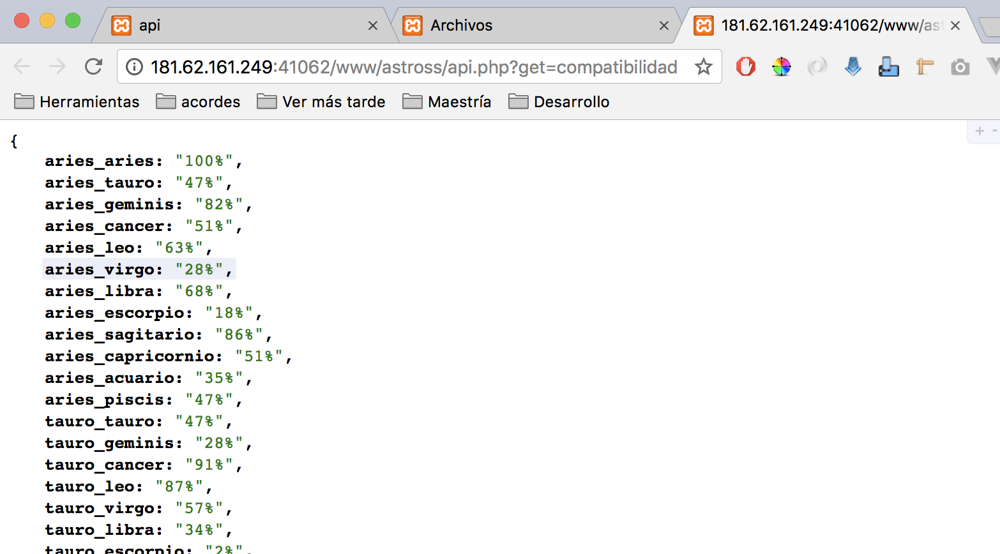 api
Archivos
181.62.161.249:41062/www/ast
181.62.161.249:41062/www/astross/api.php?get=compatibilidad
Herramientas acordes Ver más tarde Maestría Desarrollo
+ -
{
aries_aries: "100%",
aries_tauro: "47%",
aries_geminis: "82%",
aries_cancer: "51%",
aries_leo: "63%",
aries_virgo: "28%",
aries_libra: "68%",
aries_escorpio: "18%",
aries_sagitario: "86%",
aries_capricornio: "51%",
aries_acuario: "35%",
aries_piscis: "47%",
tauro_tauro: "47%",
tauro_geminis: "28%",
tauro_cancer: "91%",
tauro_leo: "87%",
tauro_virgo: "57%",
tauro_libra: "34%",
tauro_escorpio: "2%",